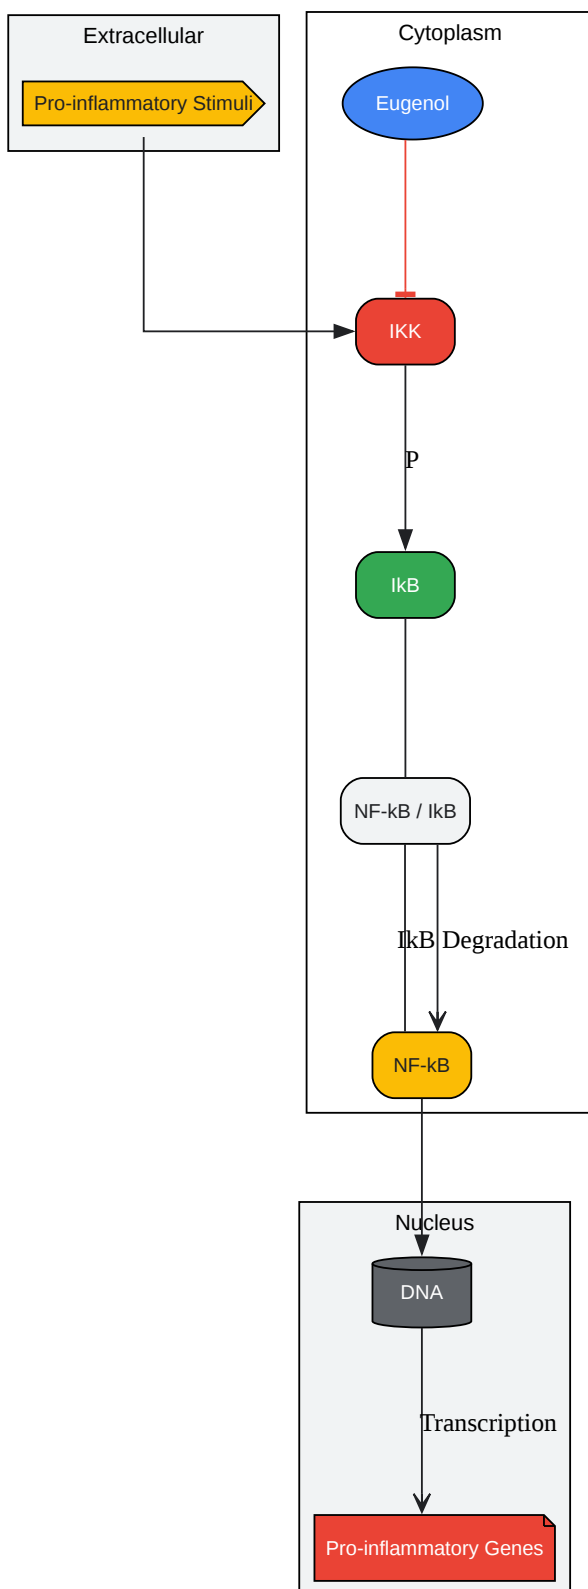 Extracellular
Cytoplasm
Pro-inflammatory Stimuli
Eugenol
IKK
P
IkB
NF-kB / IkB
IkB Degradation
NF-kB
Nucleus
DNA
Transcription
Pro-inflammatory Genes